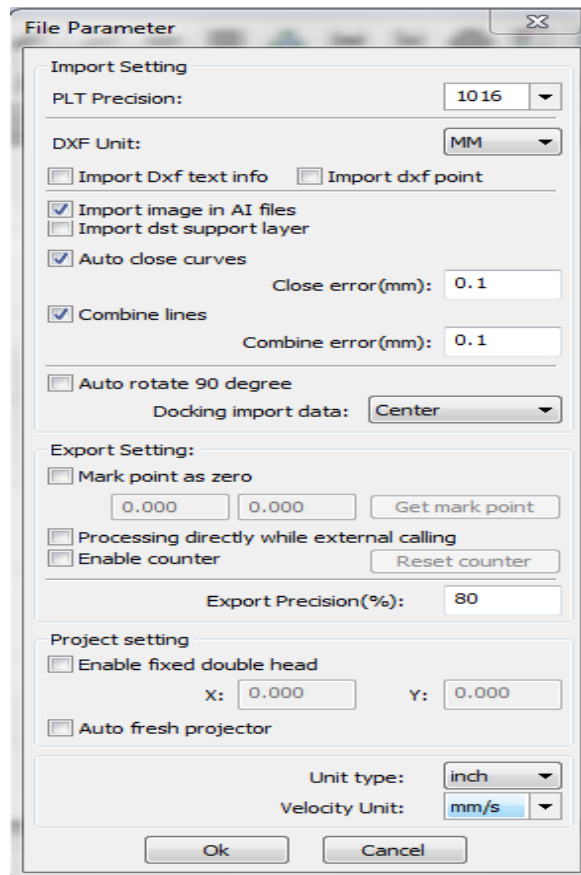 File Parameter
Import Setting
PLT Precision: 1016
DXF Unit: MM
Import Dxf text info Import dxf point
Import image in AI files
Import dst support layer
Auto close curves
Close error(mm): 0.1
Combine lines
Combine error(mm): 0.1
Auto rotate 90 degree
Docking import data: Center
Export Setting:
Mark point as zero
0.000 0.000 Get mark point
Processing directly while external calling
Enable counter Reset counter
Export Precision(%): 80
Project setting
Enable fixed double head
X: 0.000 Y: 0.000
Auto fresh projector
Unit type: inch
Velocity Unit: mm/s
Ok Cancel